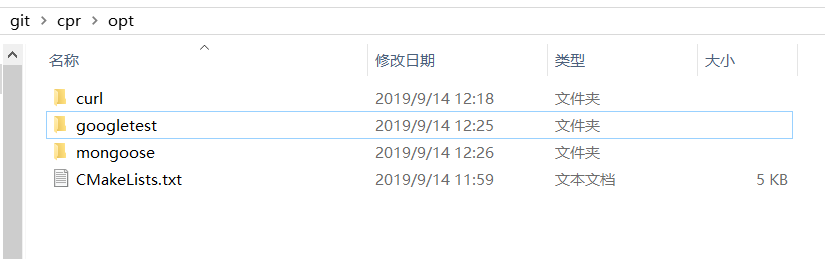 git > cpr > opt
名称 修改日期 类型 大小
curl 2019/9/14 12:18 文件夹
googletest 2019/9/14 12:25 文件夹
mongoose 2019/9/14 12:26 文件夹
CMakeLists.txt 2019/9/14 11:59 文本文档 5 KB